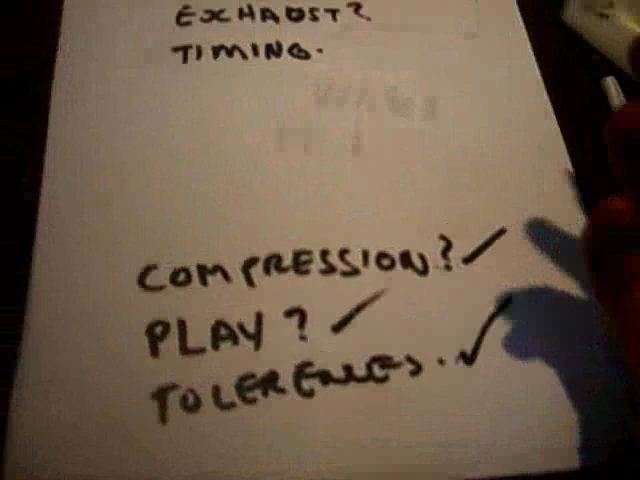 EXHAUST?
TIMING.
COMPRESSION? ✓
PLAY? ✓
TOLERENCES. ✓